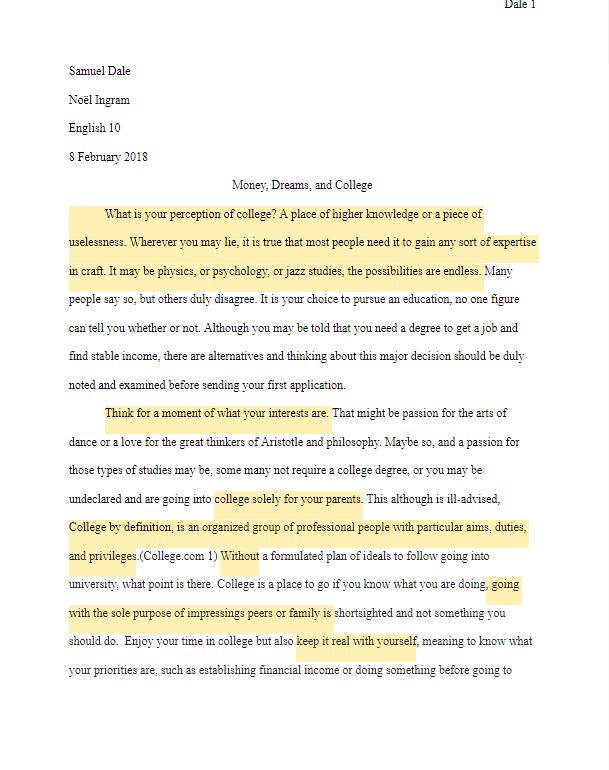 Dale 1
Samuel Dale
Noël Ingram
English 10
8 February 2018
Money, Dreams, and College
What is your perception of college? A place of higher knowledge or a piece of
uselessness. Wherever you may lie, it is true that most people need it to gain any sort of expertise
in craft. It may be physics, or psychology, or jazz studies, the possibilities are endless. Many
people say so, but others duly disagree. It is your choice to pursue an education, no one figure
can tell you whether or not. Although you may be told that you need a degree to get a job and
find stable income, there are alternatives and thinking about this major decision should be duly
noted and examined before sending your first application.
Think for a moment of what your interests are. That might be passion for the arts of
dance or a love for the great thinkers of Aristotle and philosophy. Maybe so, and a passion for
those types of studies may be, some many not require a college degree, or you may be
undeclared and are going into college solely for your parents. This although is ill-advised,
College by definition, is an organized group of professional people with particular aims, duties,
and privileges.(College.com 1) Without a formulated plan of ideals to follow going into
university, what point is there. College is a place to go if you know what you are doing, going
with the sole purpose of impressings peers or family is shortsighted and not something you
should do.  Enjoy your time in college but also keep it real with yourself, meaning to know what
your priorities are, such as establishing financial income or doing something before going to